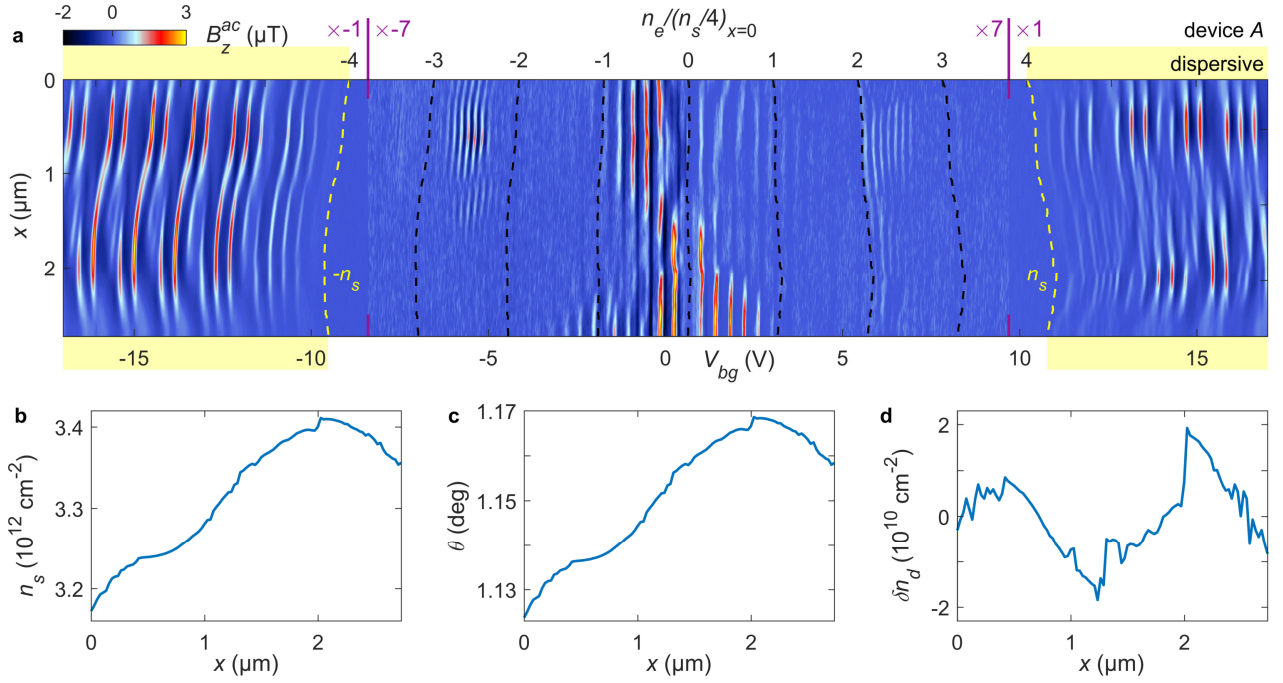 a
-2 0 3
B_z^ac (µT)
×-1 ×-7
n_e/(n_s/4)_x=0
×7 ×1
device A
-4 -3 -2 -1 0 1 2 3 4
dispersive
0
1
2
x (µm)
-n_s
n_s
-15 -10 -5 0 V_bg (V) 5 10 15
b
3.4
3.3
3.2
n_s (10^12 cm^-2)
0 1 2
x (µm)
c
1.17
1.15
1.13
θ (deg)
0 1 2
x (µm)
d
2
0
-2
δn_d (10^10 cm^-2)
0 1 2
x (µm)